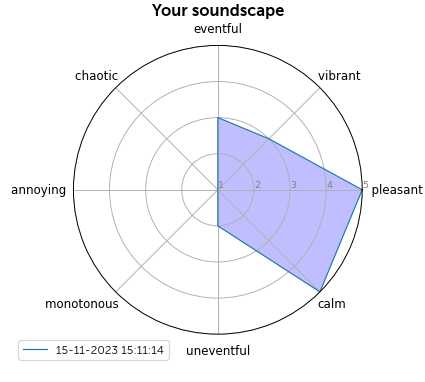 Your soundscape
eventful
chaotic
vibrant
annoying
1 2 3 4 5
pleasant
monotonous
calm
uneventful
15-11-2023 15:11:14